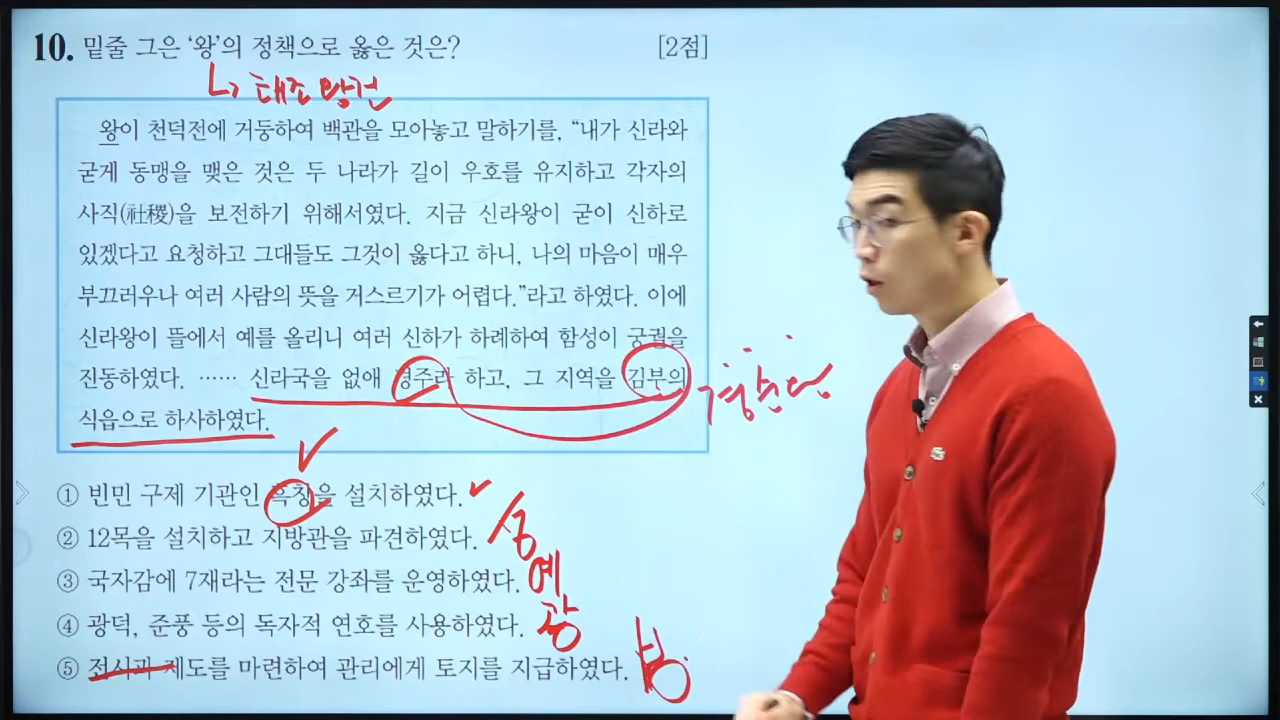 10. 밑줄 그은 ‘왕’의 정책으로 옳은 것은? [2점]
↳ 태조 왕건
왕이 천덕전에 거둥하여 백관을 모아놓고 말하기를, “내가 신라와
굳게 동맹을 맺은 것은 두 나라가 길이 우호를 유지하고 각자의
사직(社稷)을 보전하기 위해서였다. 지금 신라왕이 굳이 신하로
있겠다고 요청하고 그대들도 그것이 옳다고 하니, 나의 마음이 매우
부끄러우나 여러 사람의 뜻을 거스르기가 어렵다.”라고 하였다. 이에
신라왕이 뜰에서 예를 올리니 여러 신하가 하례하여 함성이 궁궐을
진동하였다. …… 신라국을 없애 경주라 하고, 그 지역을 김부의
식읍으로 하사하였다.
경순왕
① 빈민 구제 기관인 흑창을 설치하였다.
② 12목을 설치하고 지방관을 파견하였다. 성
③ 국자감에 7재라는 전문 강좌를 운영하였다. 예
④ 광덕, 준풍 등의 독자적 연호를 사용하였다. 광
⑤ 전시과 제도를 마련하여 관리에게 토지를 지급하였다.